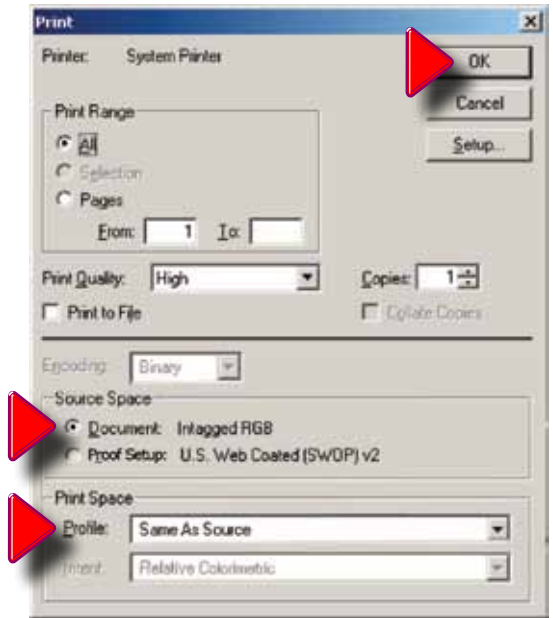 Print
Printer: System Printer
OK
Cancel
Setup...
Print Range
All
Selection
Pages
From: 1 To:
Print Quality: High
Copies: 1
Print to File
Collate Copies
Encoding: Binary
Source Space
Document: Intagged RGB
Proof Setup: U.S. Web Coated (SWOP) v2
Print Space
Profile: Same As Source
Intent: Relative Colorimetric